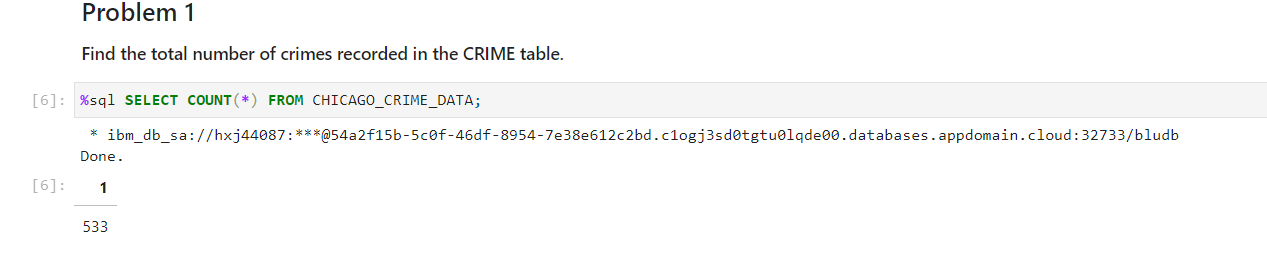 Problem 1
Find the total number of crimes recorded in the CRIME table.
[6]: %sql SELECT COUNT(*) FROM CHICAGO_CRIME_DATA;
* ibm_db_sa://hxj44087:***@54a2f15b-5c0f-46df-8954-7e38e612c2bd.c1ogj3sd0tgtu0lqde00.databases.appdomain.cloud:32733/bludb
Done.
[6]: 1
533